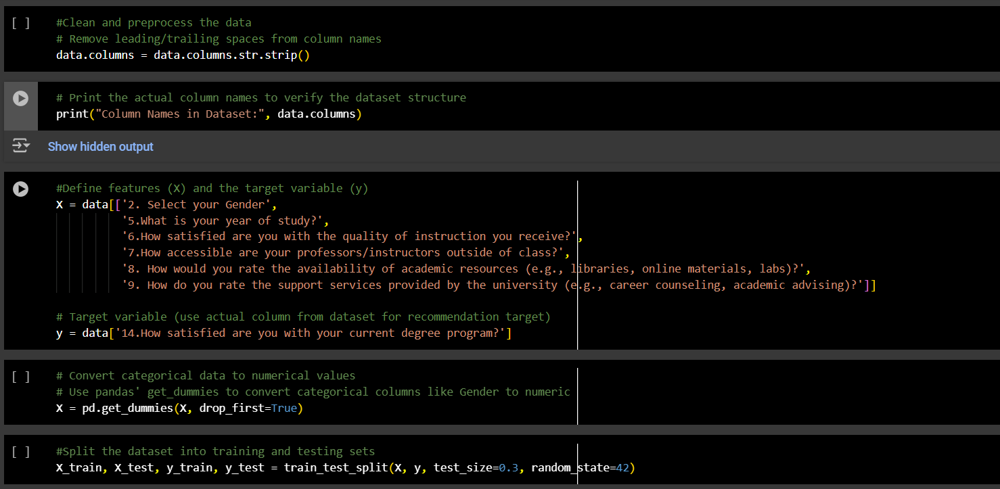 [ ] #Clean and preprocess the data
# Remove leading/trailing spaces from column names
data.columns = data.columns.str.strip()
# Print the actual column names to verify the dataset structure
print("Column Names in Dataset:", data.columns)
Show hidden output
#Define features (X) and the target variable (y)
X = data[['2. Select your Gender',
'5.What is your year of study?',
'6.How satisfied are you with the quality of instruction you receive?',
'7.How accessible are your professors/instructors outside of class?',
'8. How would you rate the availability of academic resources (e.g., libraries, online materials, labs)?',
'9. How do you rate the support services provided by the university (e.g., career counseling, academic advising)?']]
# Target variable (use actual column from dataset for recommendation target)
y = data['14.How satisfied are you with your current degree program?']
[ ] # Convert categorical data to numerical values
# Use pandas' get_dummies to convert categorical columns like Gender to numeric
X = pd.get_dummies(X, drop_first=True)
[ ] #Split the dataset into training and testing sets
X_train, X_test, y_train, y_test = train_test_split(X, y, test_size=0.3, random_state=42)